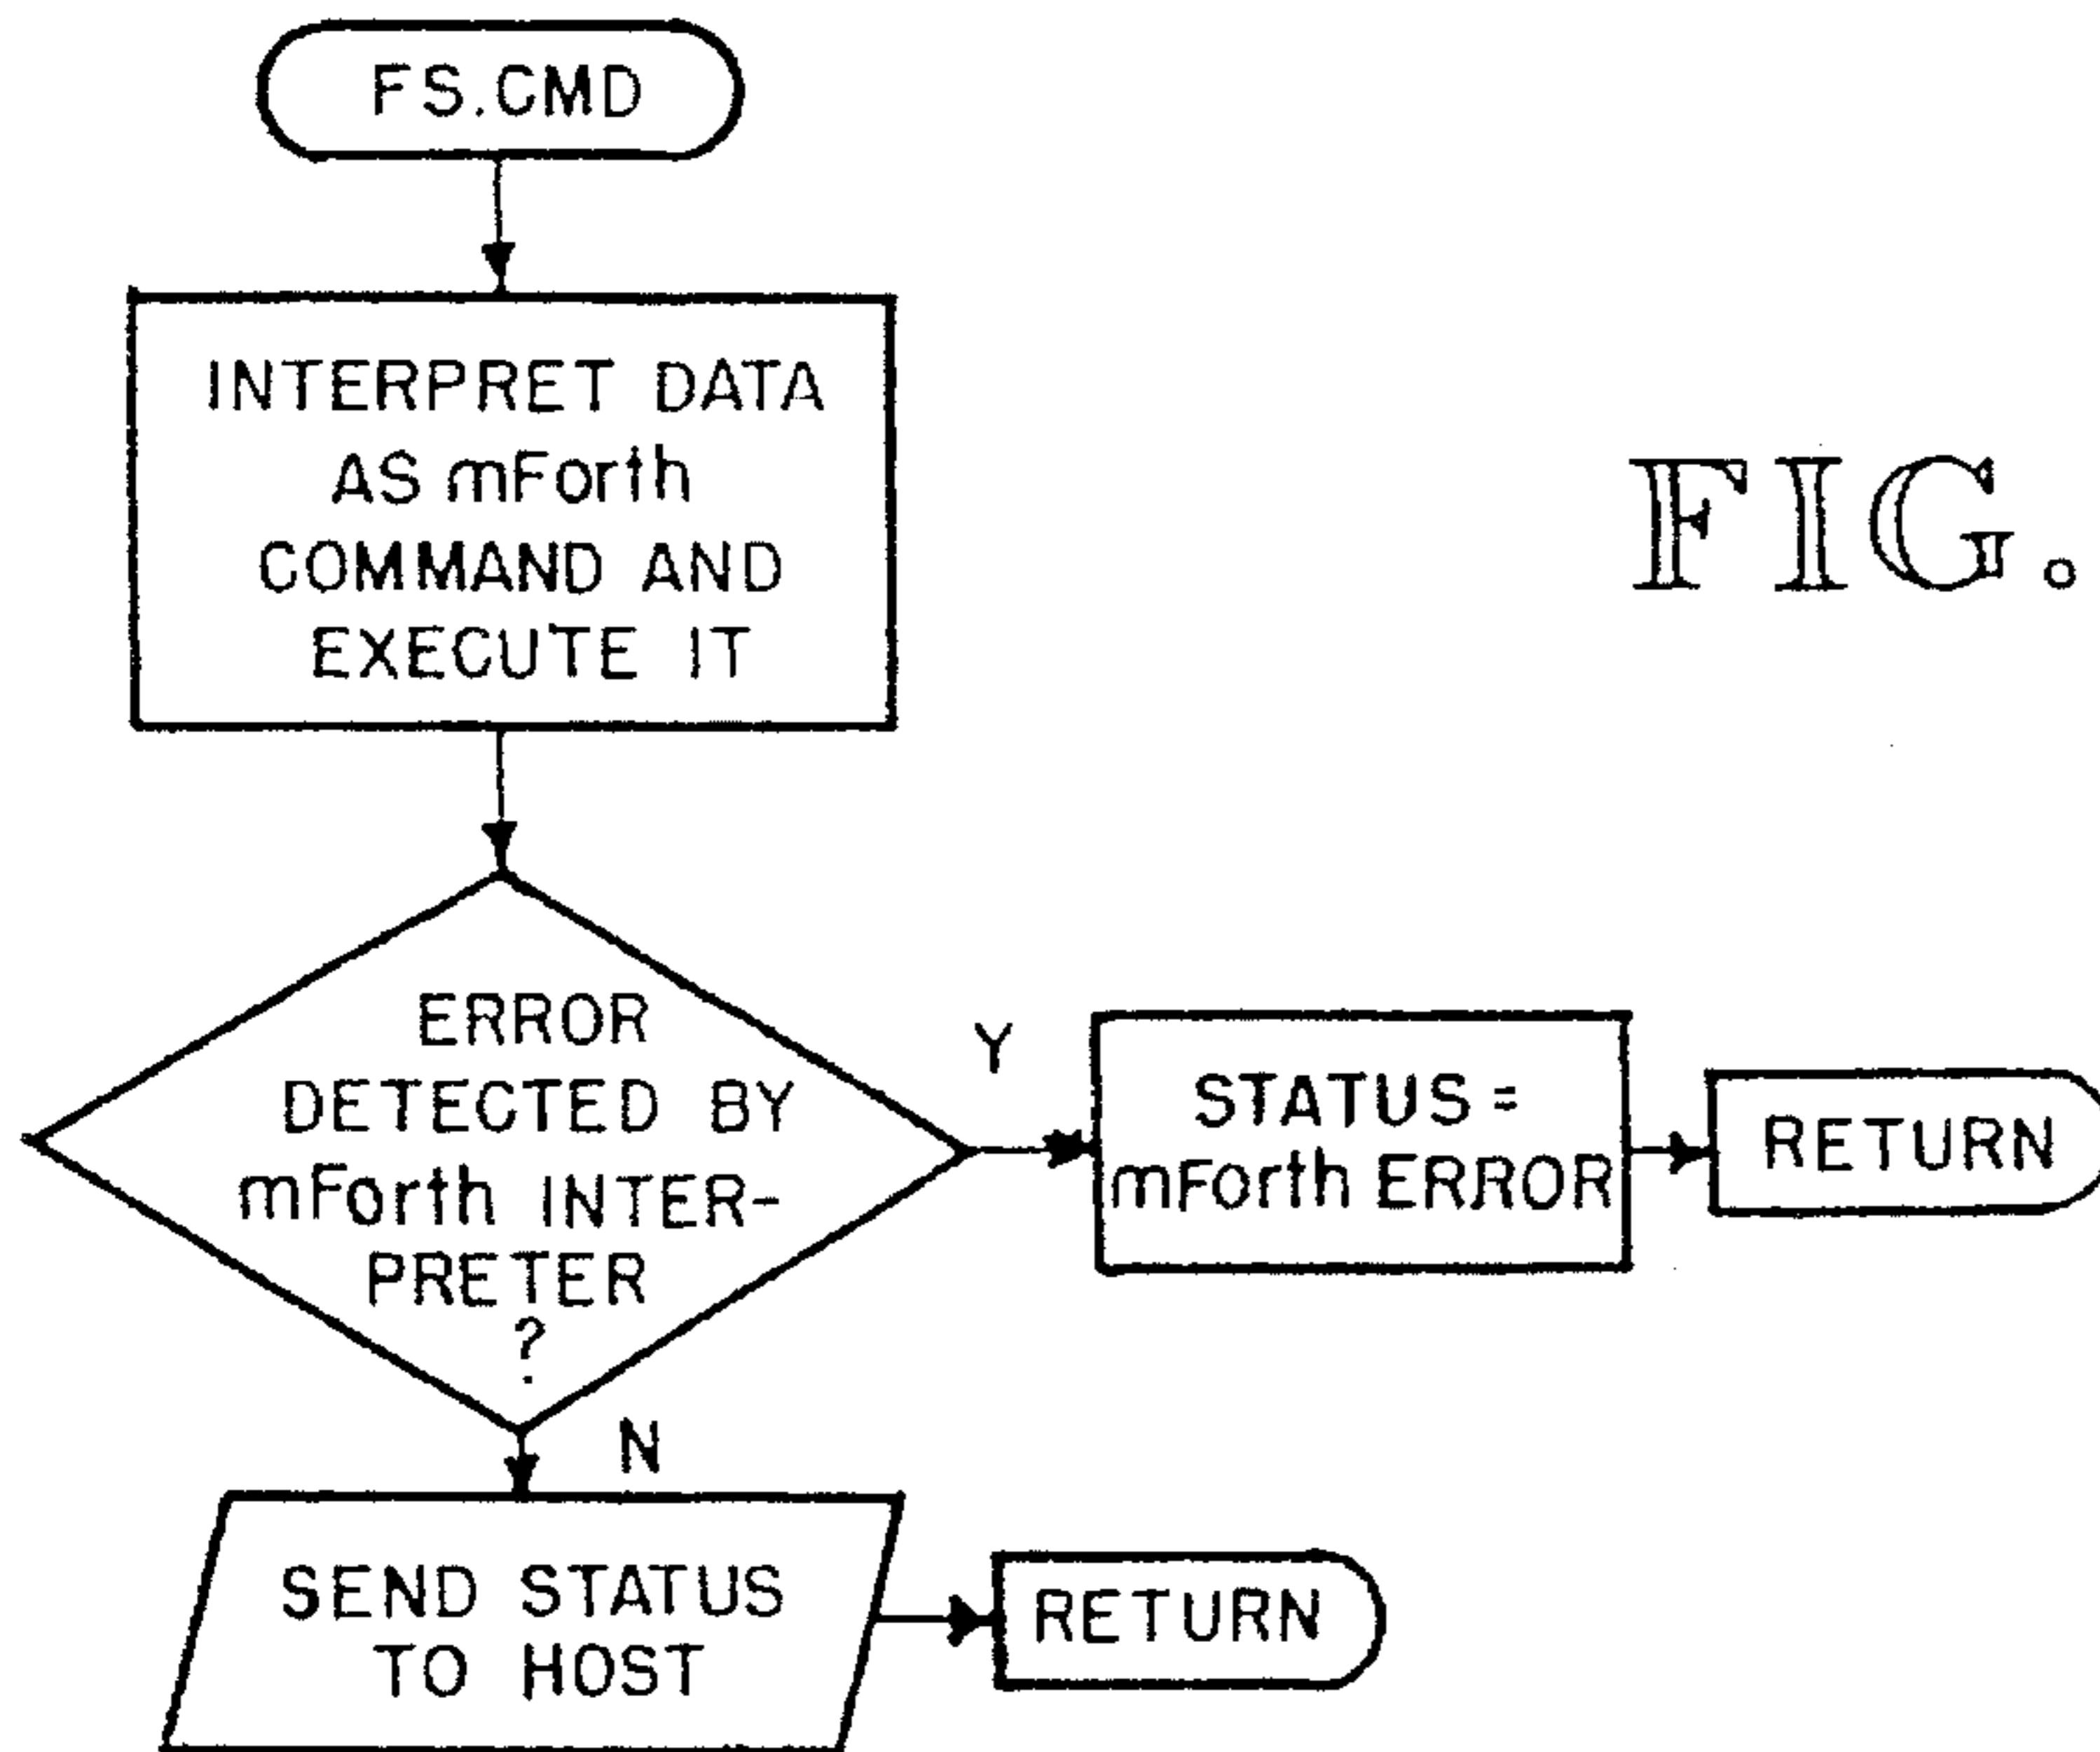 FS.CMD
INTERPRET DATA
AS mForth
COMMAND AND
EXECUTE IT
FIG.
ERROR
DETECTED BY
mForth INTER-
PRETER
?
Y
STATUS =
mForth ERROR
RETURN
N
SEND STATUS
TO HOST
RETURN